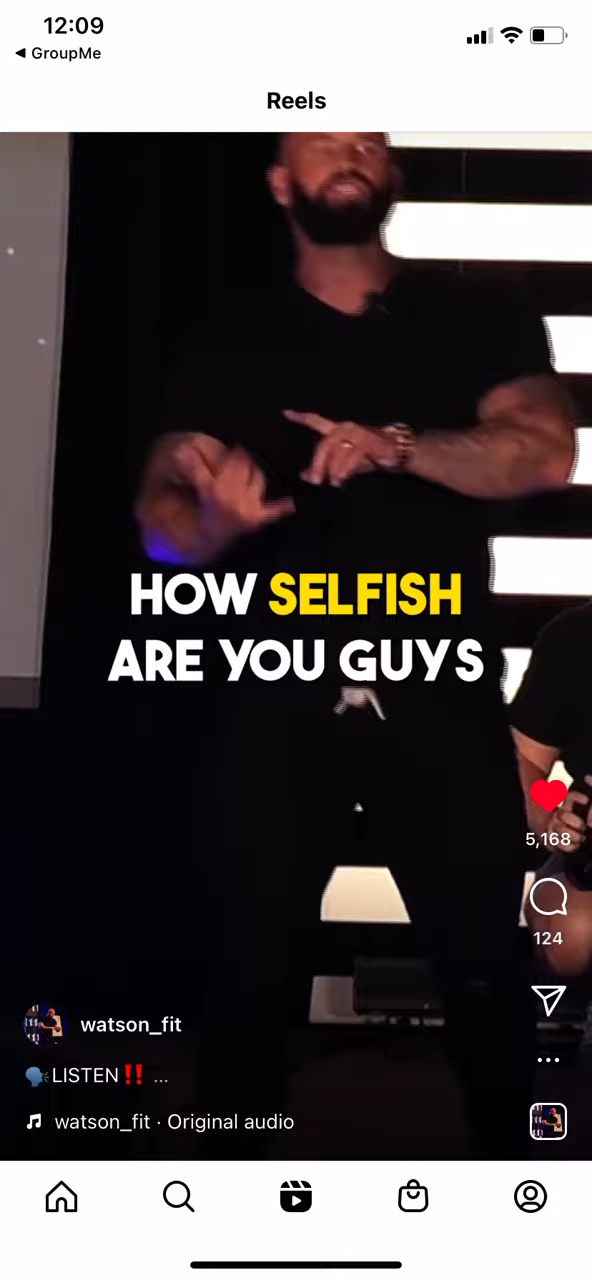 12:09
◀ GroupMe
Reels
HOW SELFISH
ARE YOU GUYS
5,168
124
watson_fit
🗣️LISTEN‼️ ...
watson_fit · Original audio